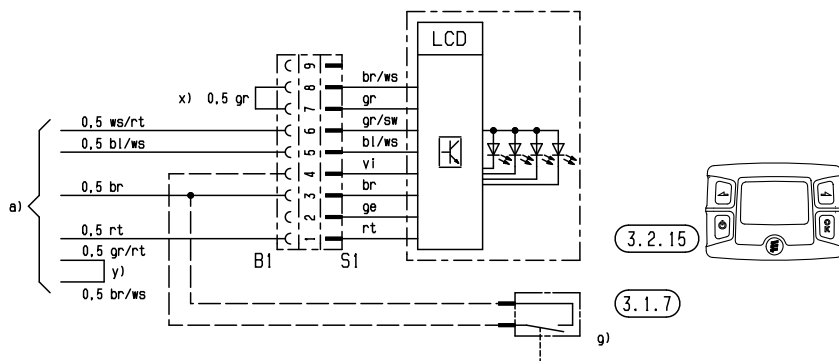 LCD
9
8
7
6
5
4
3
2
1
br/ws
gr
gr/sw
bl/ws
vi
br
ge
rt
x) 0,5 gr
0,5 ws/rt
0,5 bl/ws
a)
0,5 br
0,5 rt
0,5 gr/rt
y)
0,5 br/ws
B1
S1
3.2.15
OK
3.1.7
g)